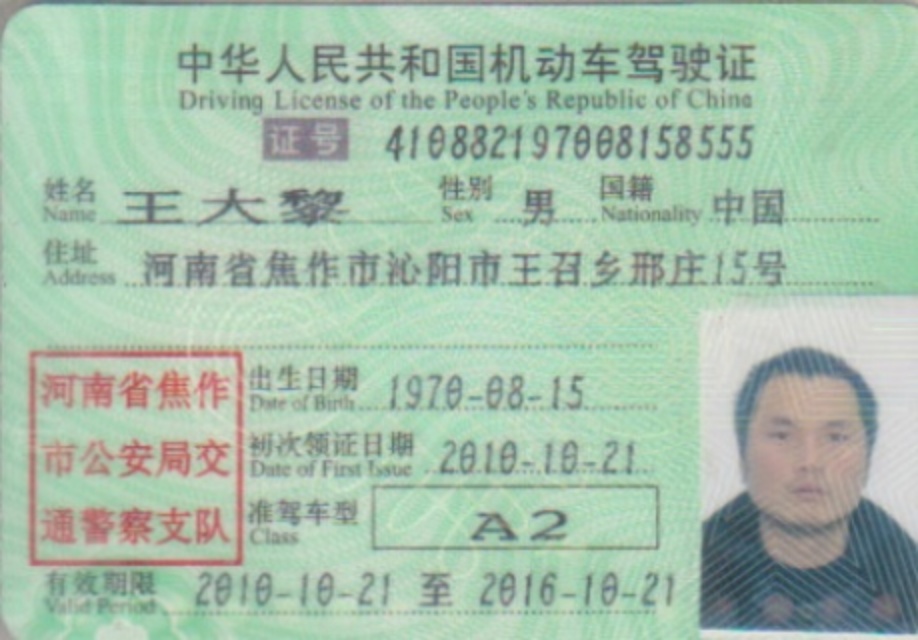 中华人民共和国机动车驾驶证
Driving License of the People's Republic of China
证号 410882197008158555
姓名 王大黎 性别 男 国籍 中国
Name Sex Nationality
住址 河南省焦作市沁阳市王召乡邢庄15号
Address
河南省焦作
市公安局交
通警察支队
出生日期 1970-08-15
Date of Birth
初次领证日期 2010-10-21
Date of First Issue
准驾车型 A2
Class
有效期限 2010-10-21 至 2016-10-21
Valid Period